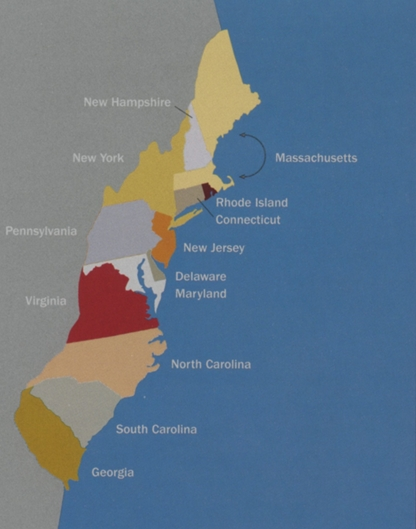 New Hampshire
New York
Massachusetts
Rhode Island
Connecticut
Pennsylvania
New Jersey
Delaware
Maryland
Virginia
North Carolina
South Carolina
Georgia